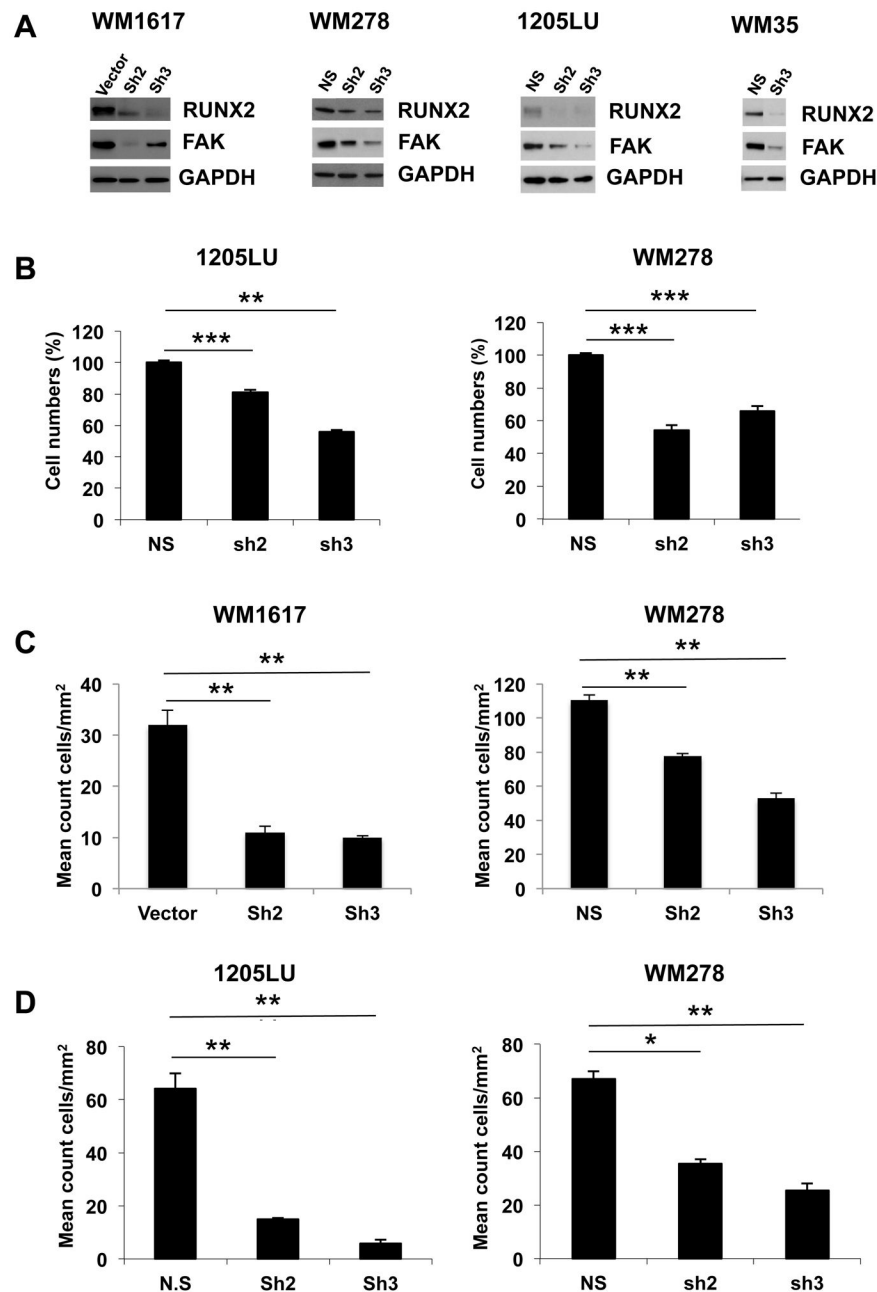 A
WM1617
WM278
1205LU
WM35
Vector Sh2 Sh3
NS Sh2 Sh3
NS Sh2 Sh3
NS Sh3
RUNX2
RUNX2
RUNX2
RUNX2
FAK
FAK
FAK
FAK
GAPDH
GAPDH
GAPDH
GAPDH
B
1205LU
**
***
Cell numbers (%)
120
100
80
60
40
20
0
NS sh2 sh3
WM278
***
***
Cell numbers (%)
120
100
80
60
40
20
0
NS sh2 sh3
C
WM1617
**
**
Mean count cells/mm²
40
30
20
10
0
Vector Sh2 Sh3
WM278
**
**
Mean count cells/mm²
120
100
80
60
40
20
0
NS Sh2 Sh3
D
1205LU
**
**
Mean count cells/mm²
80
60
40
20
0
N.S Sh2 Sh3
WM278
**
*
Mean count cells/mm²
80
60
40
20
0
NS sh2 sh3